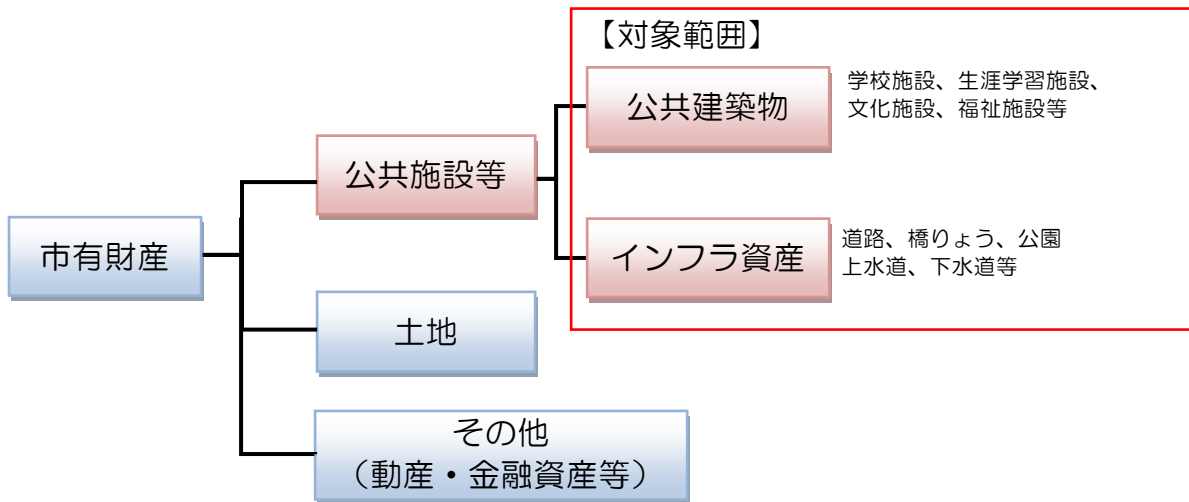 【対象範囲】
公共建築物
学校施設、生涯学習施設、
文化施設、福祉施設等
公共施設等
市有財産
インフラ資産
道路、橋りょう、公園
上水道、下水道等
土地
その他
（動産・金融資産等）